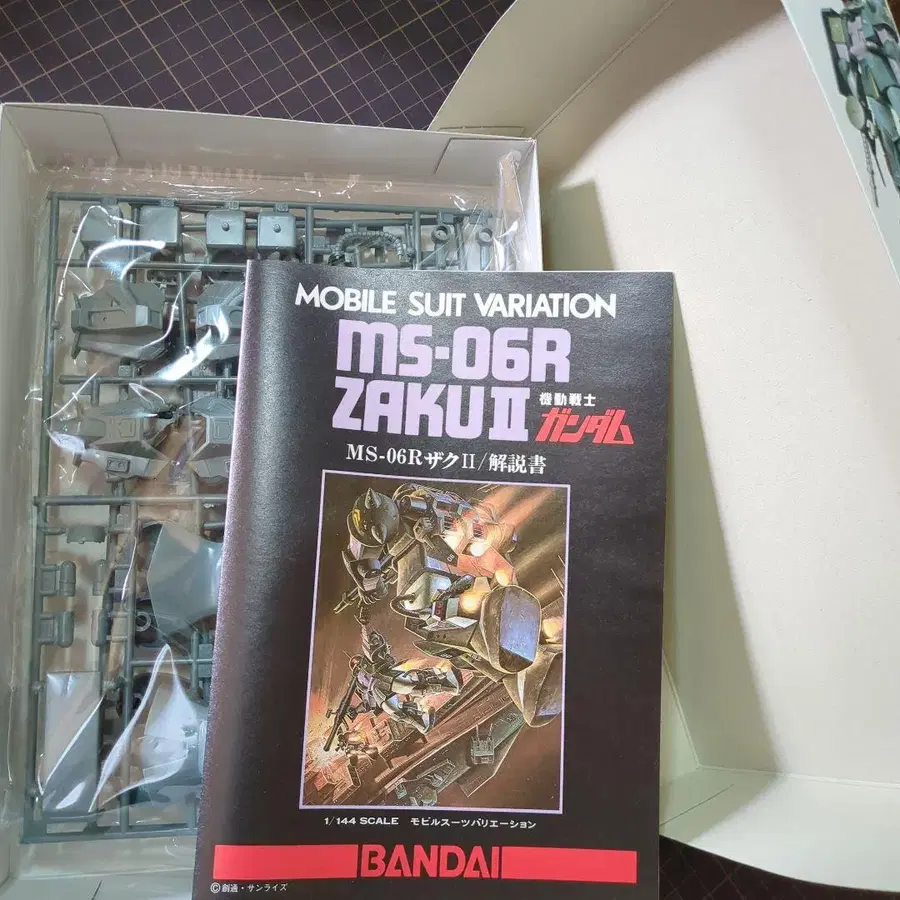 MOBILE SUIT VARIATION
MS-06R
ZAKU II
機動戦士
ガンダム
MS-06RザクII/解説書
1/144 SCALE モビルスーツバリエーション
BANDAI
©創通・サンライズ